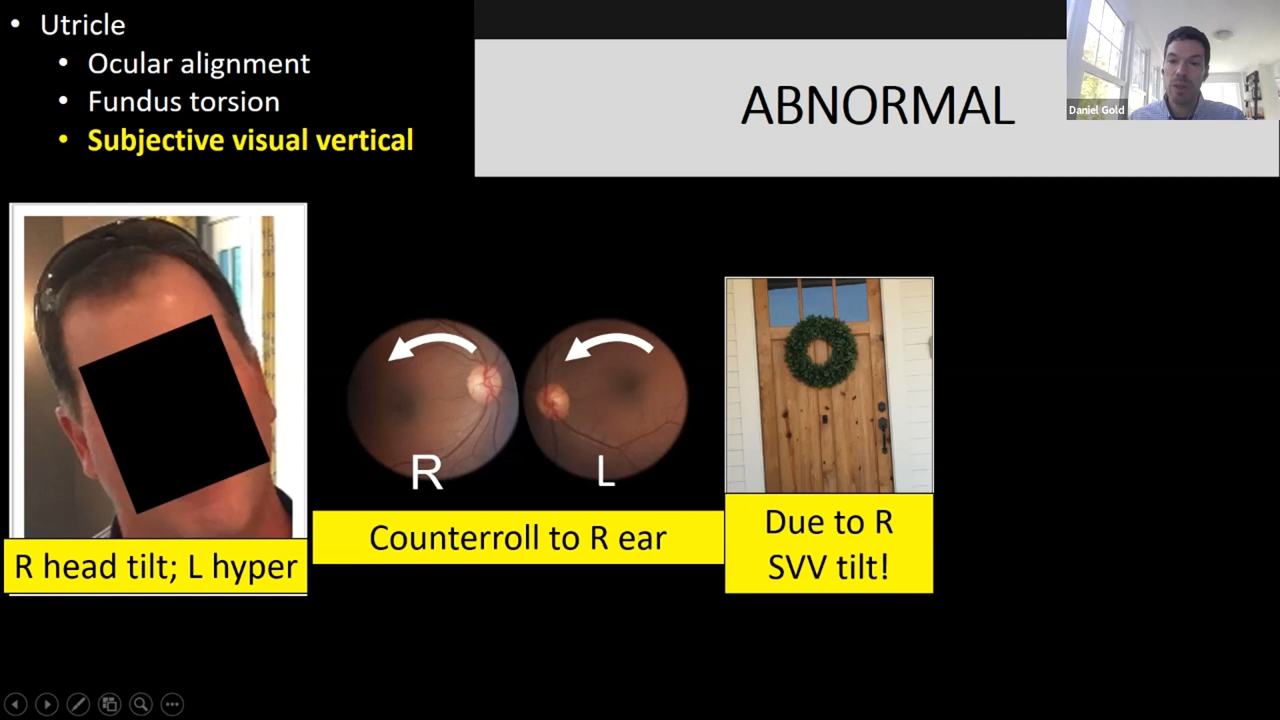 • Utricle
• Ocular alignment
• Fundus torsion
• Subjective visual vertical
ABNORMAL
Daniel Gold
R
L
R head tilt; L hyper
Counterroll to R ear
Due to R
SVV tilt!